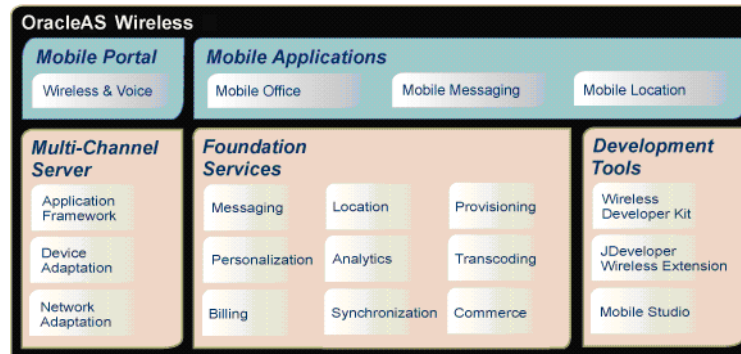 OracleAS Wireless
Mobile Portal
Wireless & Voice
Mobile Applications
Mobile Office
Mobile Messaging
Mobile Location
Multi-Channel
Server
Application
Framework
Device
Adaptation
Network
Adaptation
Foundation
Services
Messaging
Location
Provisioning
Personalization
Analytics
Transcoding
Billing
Synchronization
Commerce
Development
Tools
Wireless
Developer Kit
JDeveloper
Wireless Extension
Mobile Studio